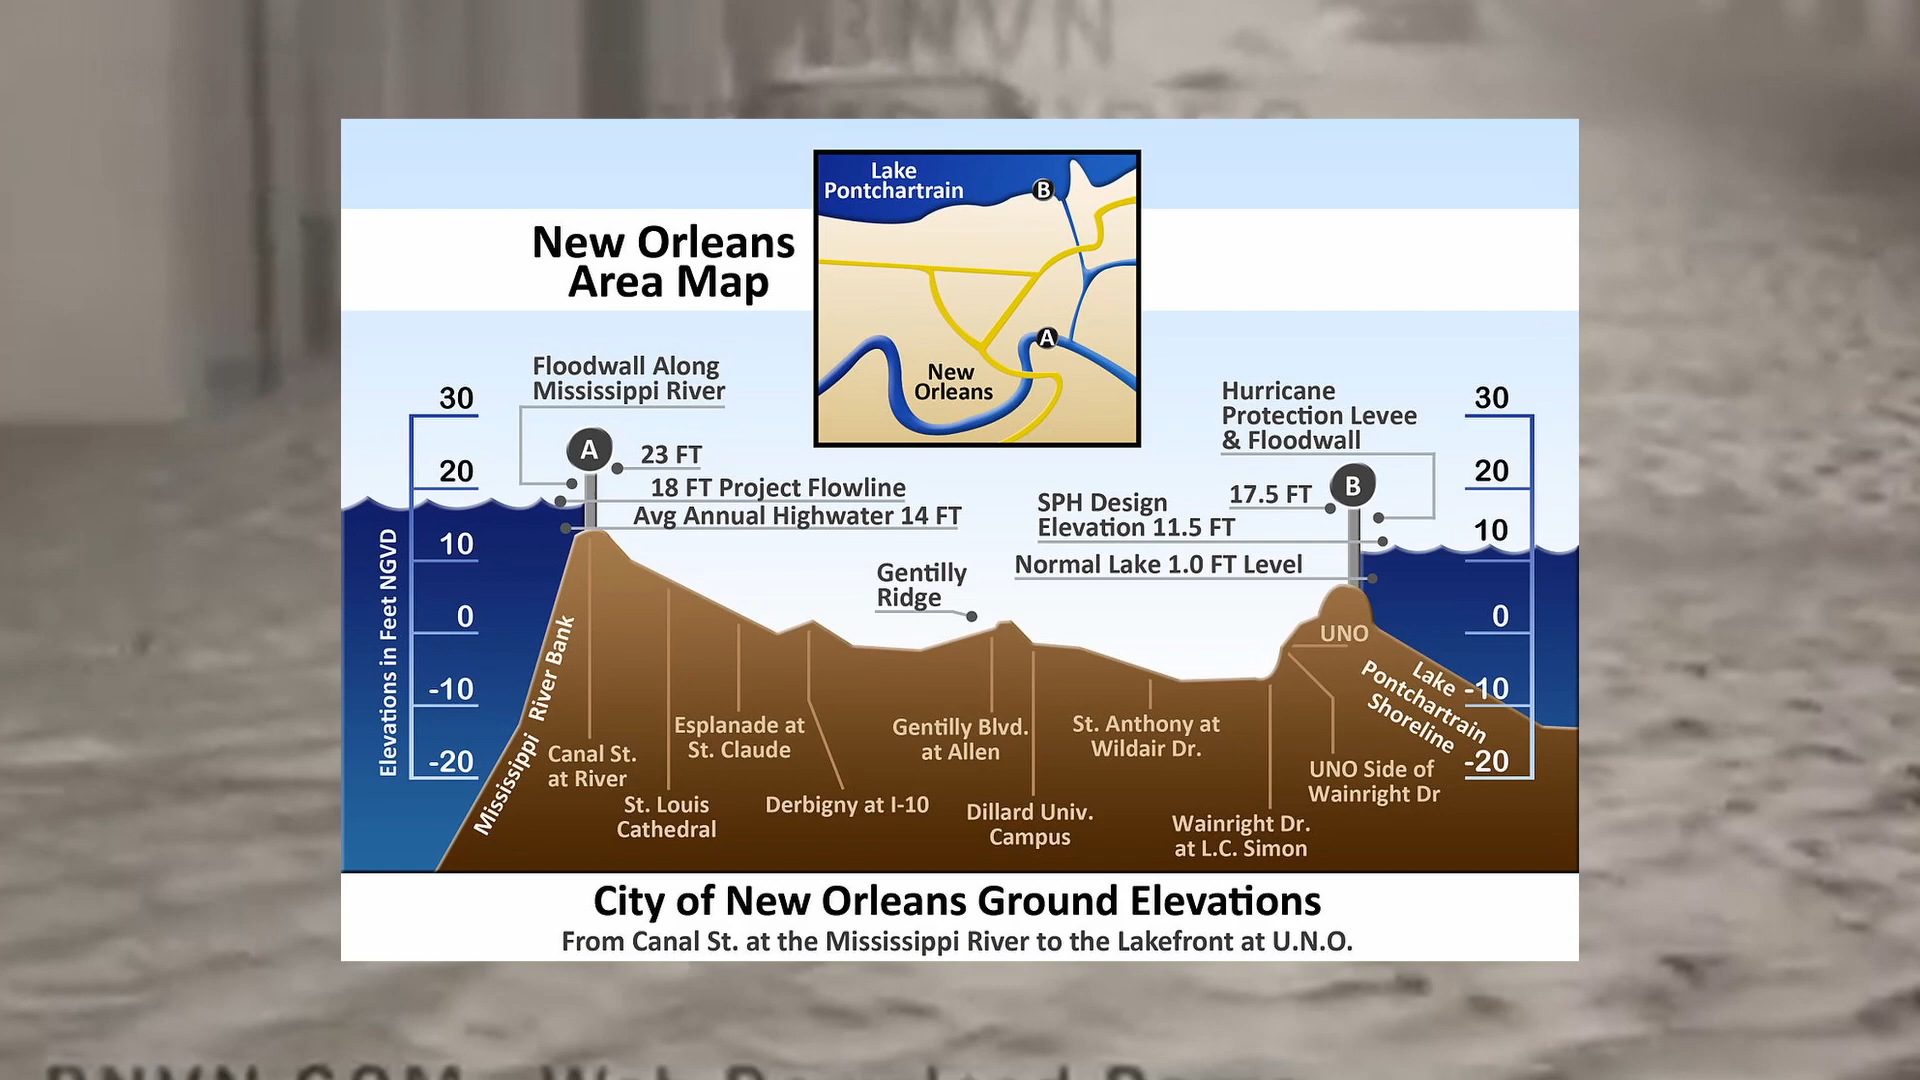 BNVN
Lake
Pontchartrain
B
New Orleans
Area Map
A
New
Orleans
Floodwall Along
Mississippi River
30
20
10
0
-10
-20
Elevations in Feet NGVD
A
23 FT
18 FT Project Flowline
Avg Annual Highwater 14 FT
Gentilly
Ridge
Hurricane
Protection Levee
& Floodwall
17.5 FT
B
SPH Design
Elevation 11.5 FT
Normal Lake 1.0 FT Level
30
20
10
0
-10
-20
UNO
Lake
Pontchartrain
Shoreline
Mississippi River Bank
Canal St.
at River
St. Louis
Cathedral
Esplanade at
St. Claude
Derbigny at I-10
Gentilly Blvd.
at Allen
Dillard Univ.
Campus
St. Anthony at
Wildair Dr.
Wainright Dr.
at L.C. Simon
UNO Side of
Wainright Dr
City of New Orleans Ground Elevations
From Canal St. at the Mississippi River to the Lakefront at U.N.O.
BNVN.COM - Web